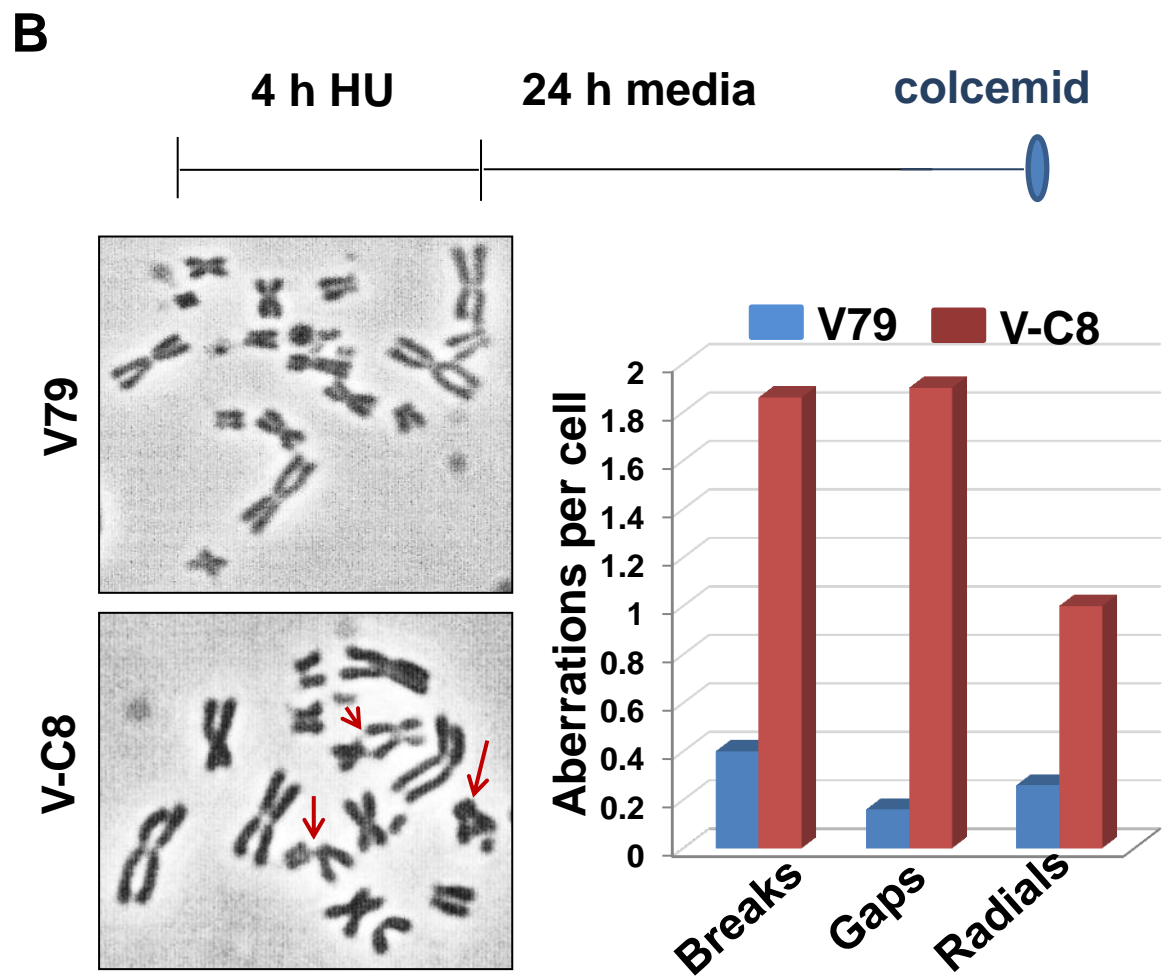 B
4 h HU 24 h media colcemid
V79
V-C8
V79 V-C8
Aberrations per cell
2
1.8
1.6
1.4
1.2
1
0.8
0.6
0.4
0.2
0
Breaks Gaps Radials